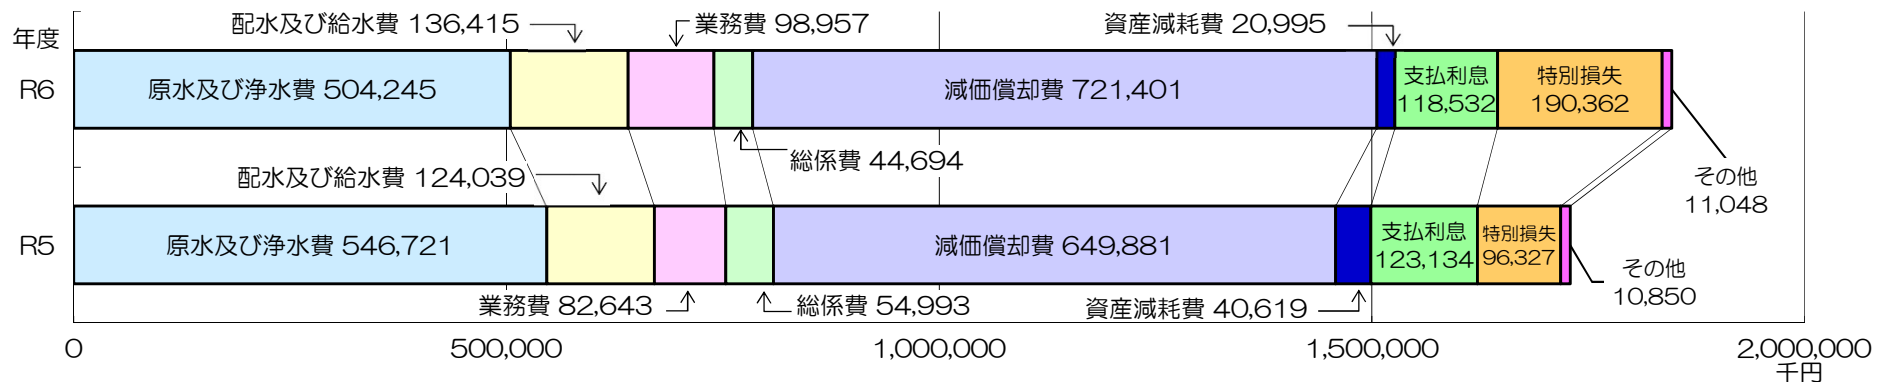 配水及び給水費 136,415
業務費 98,957
資産減耗費 20,995
年度
R6
原水及び浄水費 504,245
減価償却費 721,401
支払利息
118,532
特別損失
190,362
総係費 44,694
その他
11,048
配水及び給水費 124,039
R5
原水及び浄水費 546,721
減価償却費 649,881
支払利息
123,134
特別損失
96,327
その他
10,850
業務費 82,643
総係費 54,993
資産減耗費 40,619
0
500,000
1,000,000
1,500,000
2,000,000
千円